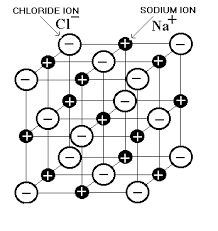 CHLORIDE ION SODIUM ION
Cl⁻ Na⁺